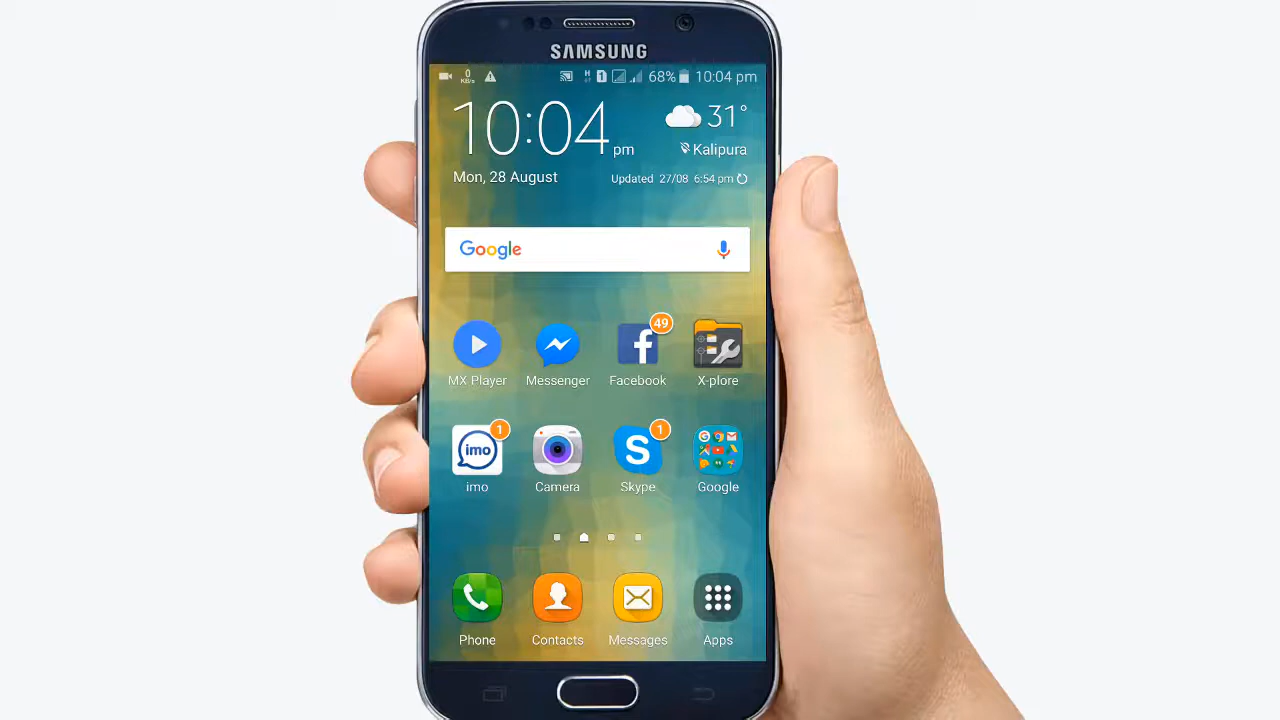 SAMSUNG
0 KB/s H 1 68% 10:04 pm
10:04 pm
31°
Kalipura
Mon, 28 August
Updated 27/08 6:54 pm
Google
49
MX Player Messenger Facebook X-plore
imo 1 S 1 G
imo Camera Skype Google
Phone Contacts Messages Apps